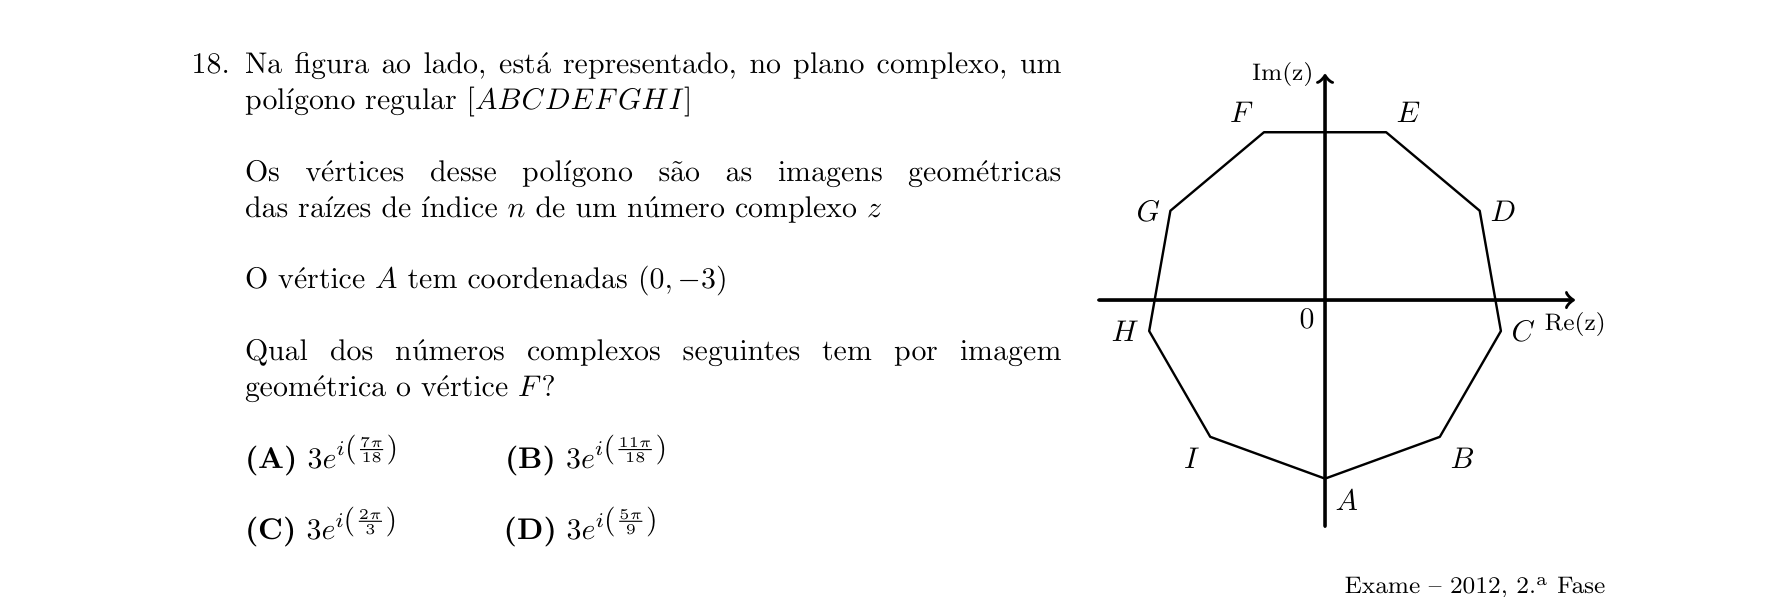 18. Na figura ao lado, está representado, no plano complexo, um
polígono regular [ABCDEFGHI]
Os vértices desse polígono são as imagens geométricas
das raízes de índice n de um número complexo z
O vértice A tem coordenadas (0, −3)
Qual dos números complexos seguintes tem por imagem
geométrica o vértice F?
(A) $3e^{i\left(\frac{7\pi}{18}\right)}$ (B) $3e^{i\left(\frac{11\pi}{18}\right)}$
(C) $3e^{i\left(\frac{2\pi}{3}\right)}$ (D) $3e^{i\left(\frac{5\pi}{9}\right)}$
Im(z)
F E
G D
0
H C Re(z)
I B
A
Exame – 2012, 2.ª Fase